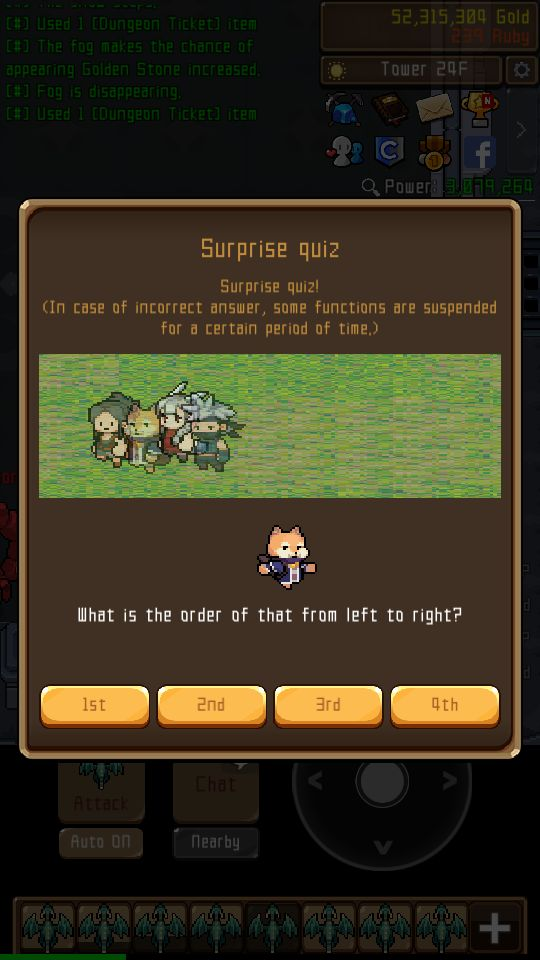 [#] Used 1 [Dungeon Ticket] item
[#] The fog makes the chance of
appearing Golden Stone increased.
[#] Fog is disappearing.
[#] Used 1 [Dungeon Ticket] item
52,315,304 Gold
239 Ruby
Tower 24F
Power: 3,079,264
Surprise quiz
Surprise quiz!
(In case of incorrect answer, some functions are suspended
for a certain period of time.)
What is the order of that from left to right?
1st 2nd 3rd 4th
Attack
Chat
Auto ON
Nearby